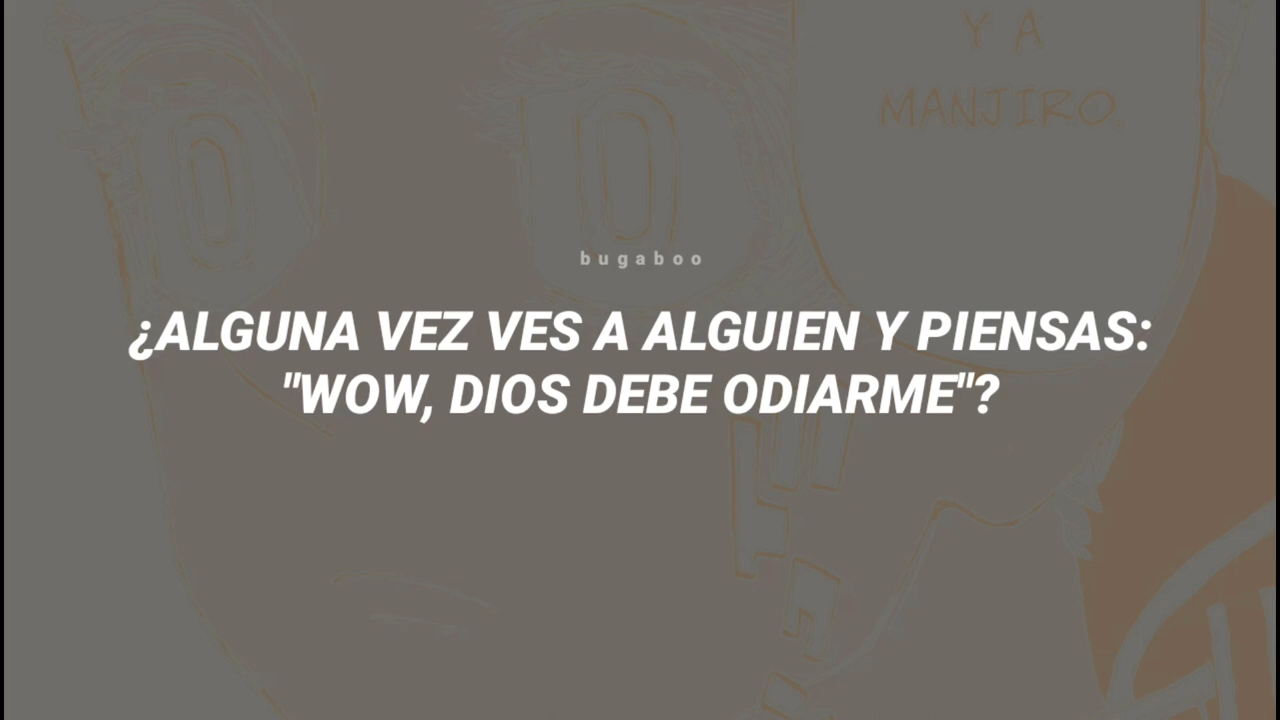 Y A
MANJIRO.
bugaboo
¿ALGUNA VEZ VES A ALGUIEN Y PIENSAS:
"WOW, DIOS DEBE ODIARME"?